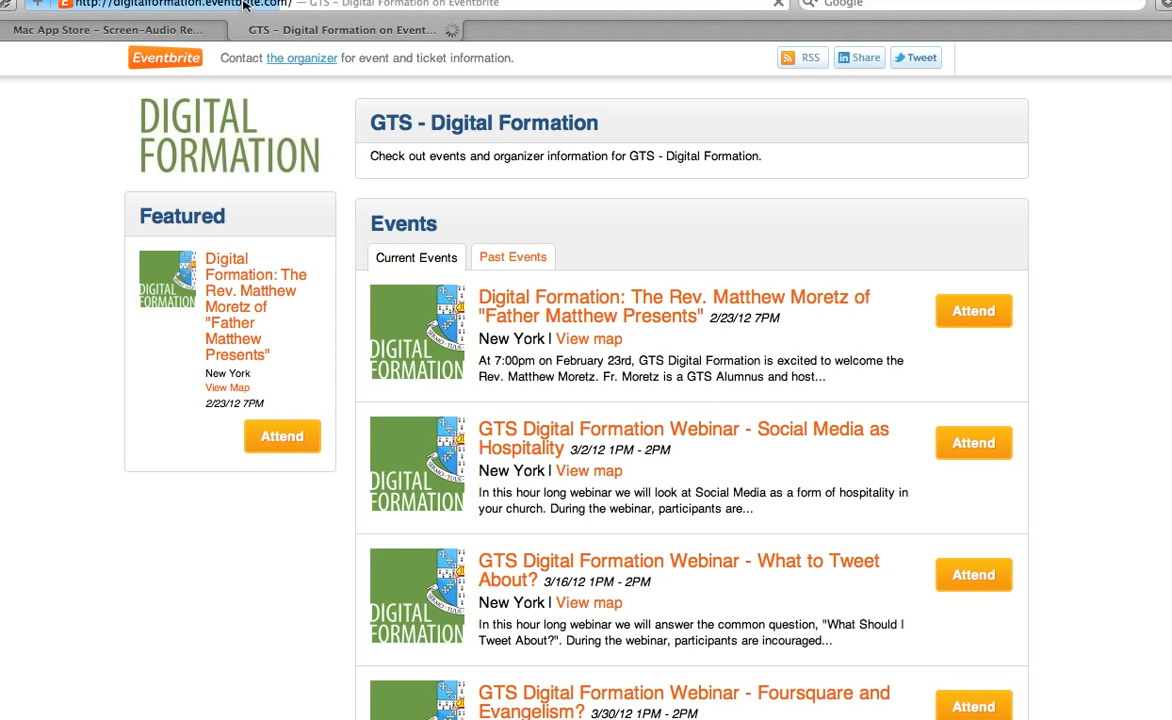 http://digitalformation.eventbrite.com/ — GTS - Digital Formation on Eventbrite
Google
Mac App Store - Screen-Audio Re...
GTS - Digital Formation on Event...
Eventbrite
Contact the organizer for event and ticket information.
RSS
Share
Tweet
DIGITAL
FORMATION
GTS - Digital Formation
Check out events and organizer information for GTS - Digital Formation.
Featured
Digital
Formation: The
Rev. Matthew
Moretz of
"Father
Matthew
Presents"
New York
View Map
2/23/12 7PM
Attend
DIGITAL
FORMATION
Events
Current Events
Past Events
DIGITAL
FORMATION
Digital Formation: The Rev. Matthew Moretz of
"Father Matthew Presents" 2/23/12 7PM
New York | View map
At 7:00pm on February 23rd, GTS Digital Formation is excited to welcome the
Rev. Matthew Moretz. Fr. Moretz is a GTS Alumnus and host...
Attend
DIGITAL
FORMATION
GTS Digital Formation Webinar - Social Media as
Hospitality 3/2/12 1PM - 2PM
New York | View map
In this hour long webinar we will look at Social Media as a form of hospitality in
your church. During the webinar, participants are...
Attend
DIGITAL
FORMATION
GTS Digital Formation Webinar - What to Tweet
About? 3/16/12 1PM - 2PM
New York | View map
In this hour long webinar we will answer the common question, "What Should I
Tweet About?". During the webinar, participants are incouraged...
Attend
GTS Digital Formation Webinar - Foursquare and
Evangelism? 3/30/12 1PM - 2PM
Attend